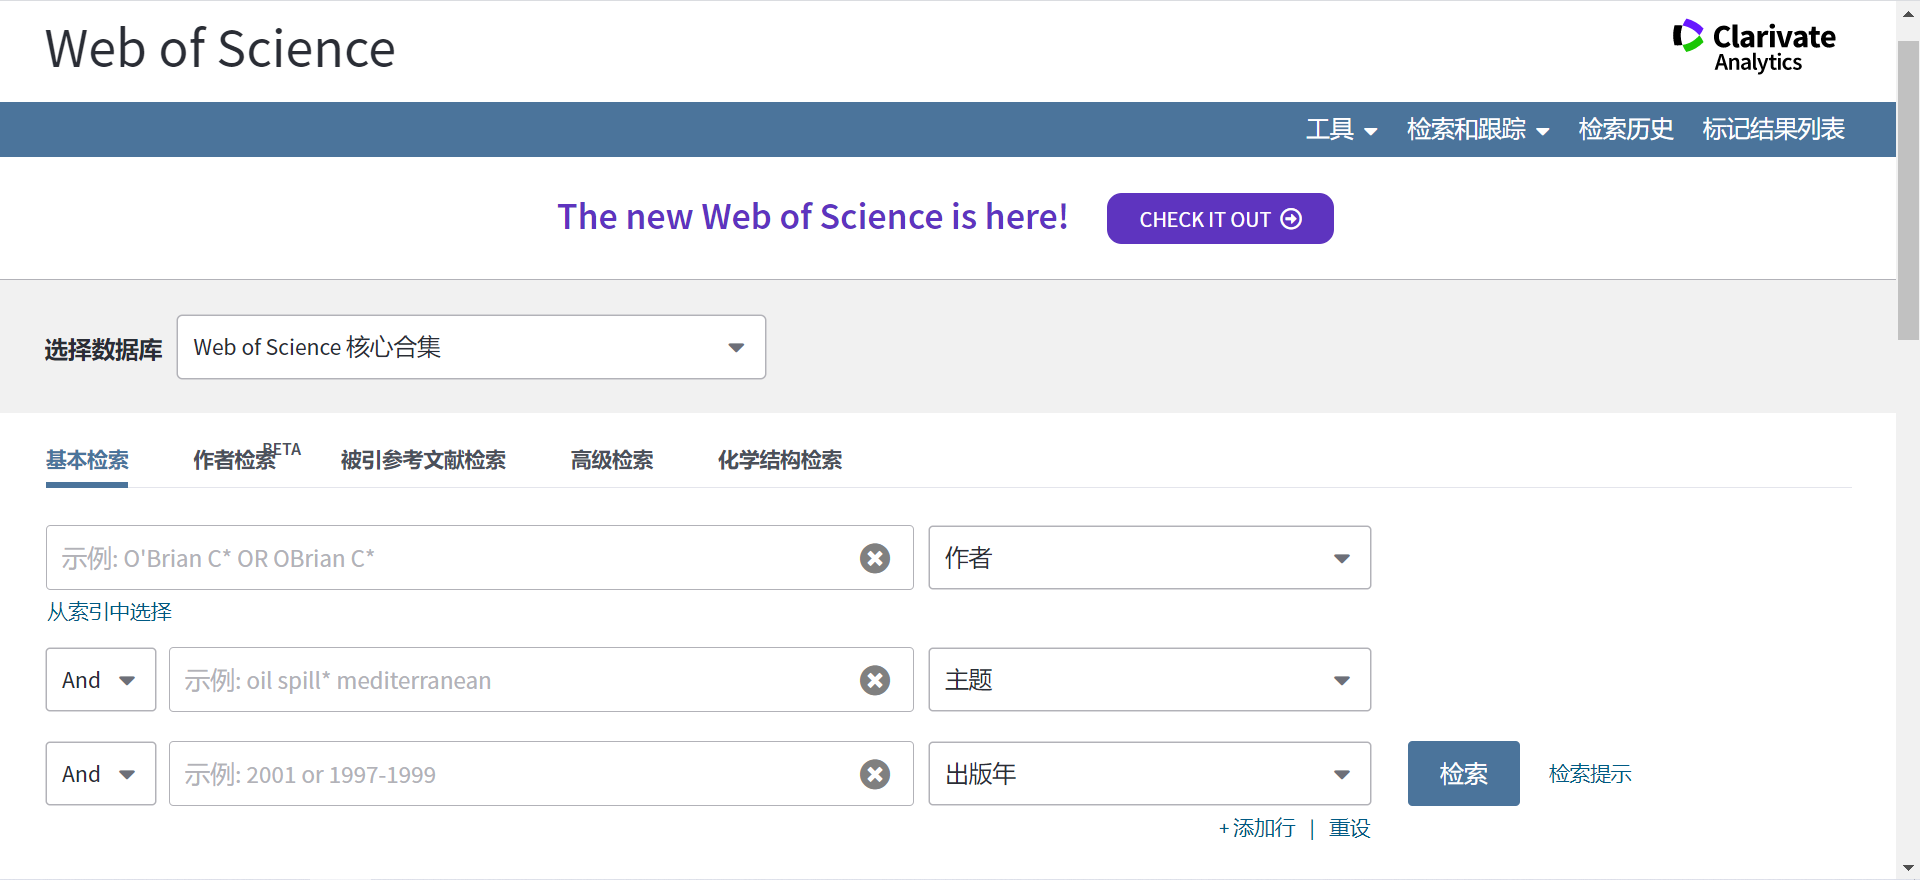 Web of Science
Clarivate
Analytics
工具 检索和跟踪 检索历史 标记结果列表
The new Web of Science is here! CHECK IT OUT
选择数据库 Web of Science 核心合集
基本检索 作者检索 BETA 被引参考文献检索 高级检索 化学结构检索
示例: O'Brian C* OR OBrian C* 作者
从索引中选择
And 示例: oil spill* mediterranean 主题
And 示例: 2001 or 1997-1999 出版年 检索 检索提示
+ 添加行 | 重设